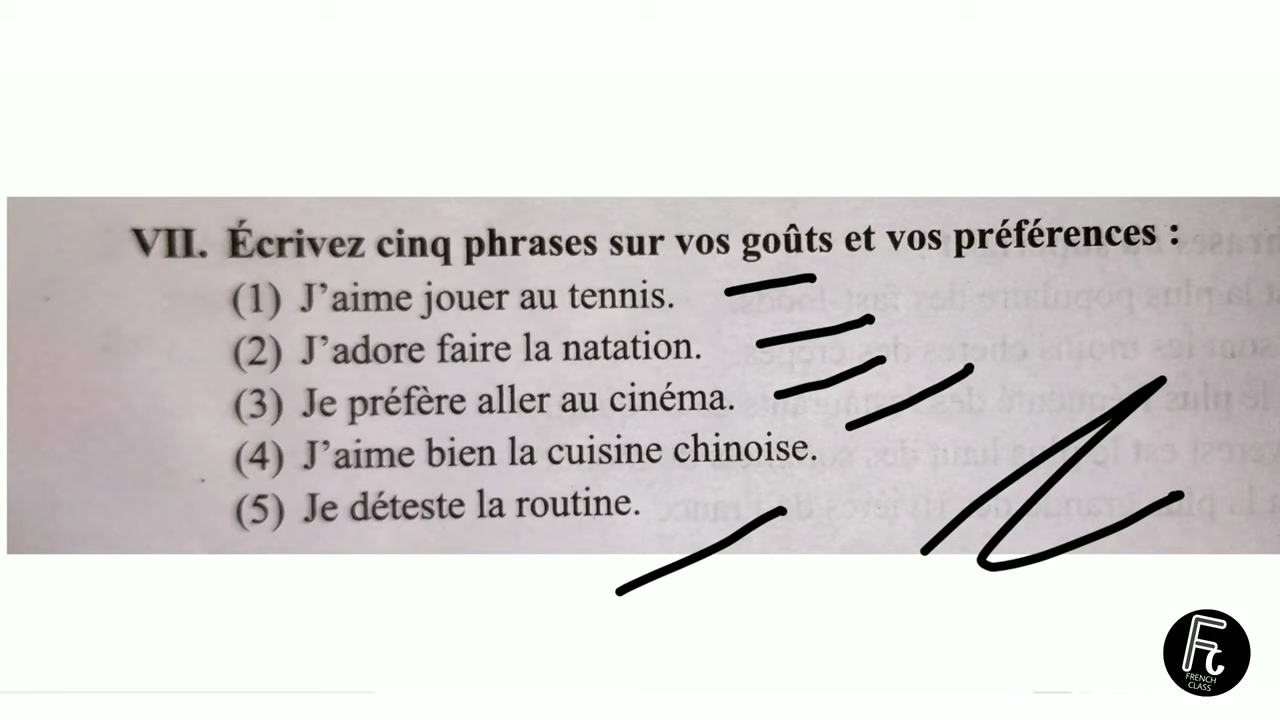 VII. Écrivez cinq phrases sur vos goûts et vos préférences :
(1) J’aime jouer au tennis.
(2) J’adore faire la natation.
(3) Je préfère aller au cinéma.
(4) J’aime bien la cuisine chinoise.
(5) Je déteste la routine.
FRENCH
CLASS